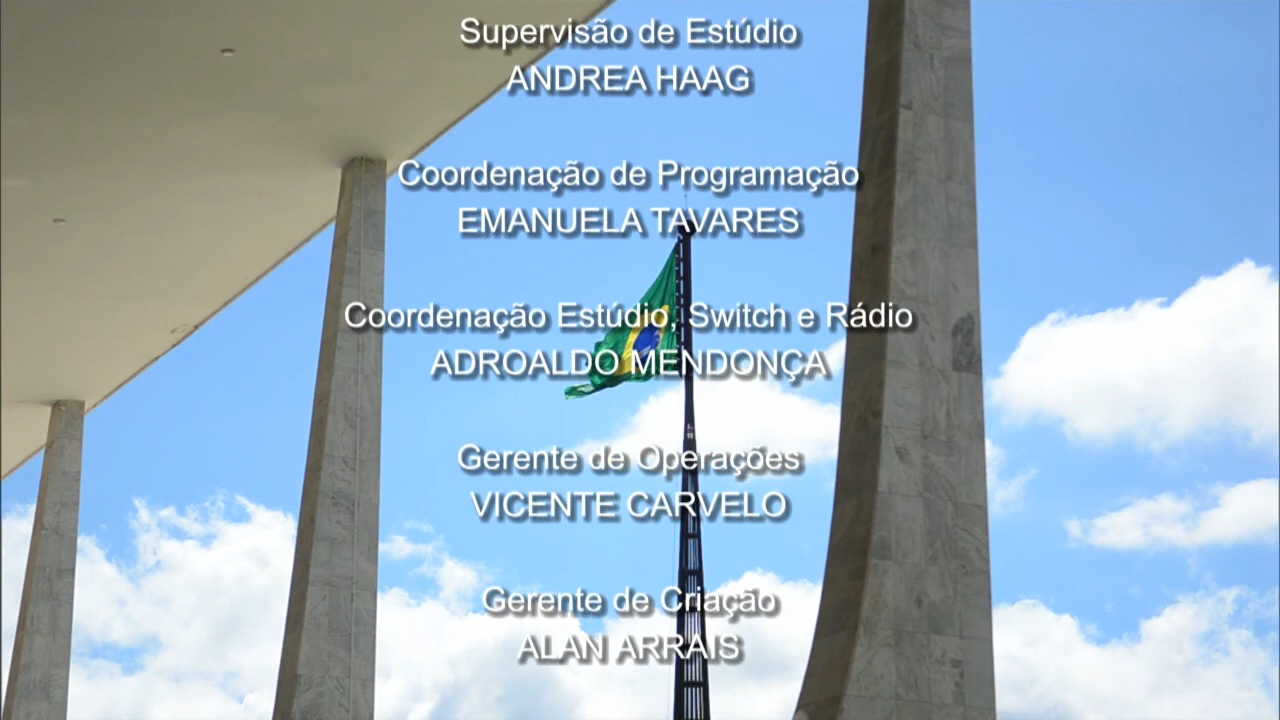 Supervisão de Estúdio
ANDREA HAAG
Coordenação de Programação
EMANUELA TAVARES
Coordenação Estúdio, Switch e Rádio
ADROALDO MENDONÇA
Gerente de Operações
VICENTE CARVELO
Gerente de Criação
ALAN ARRAIS